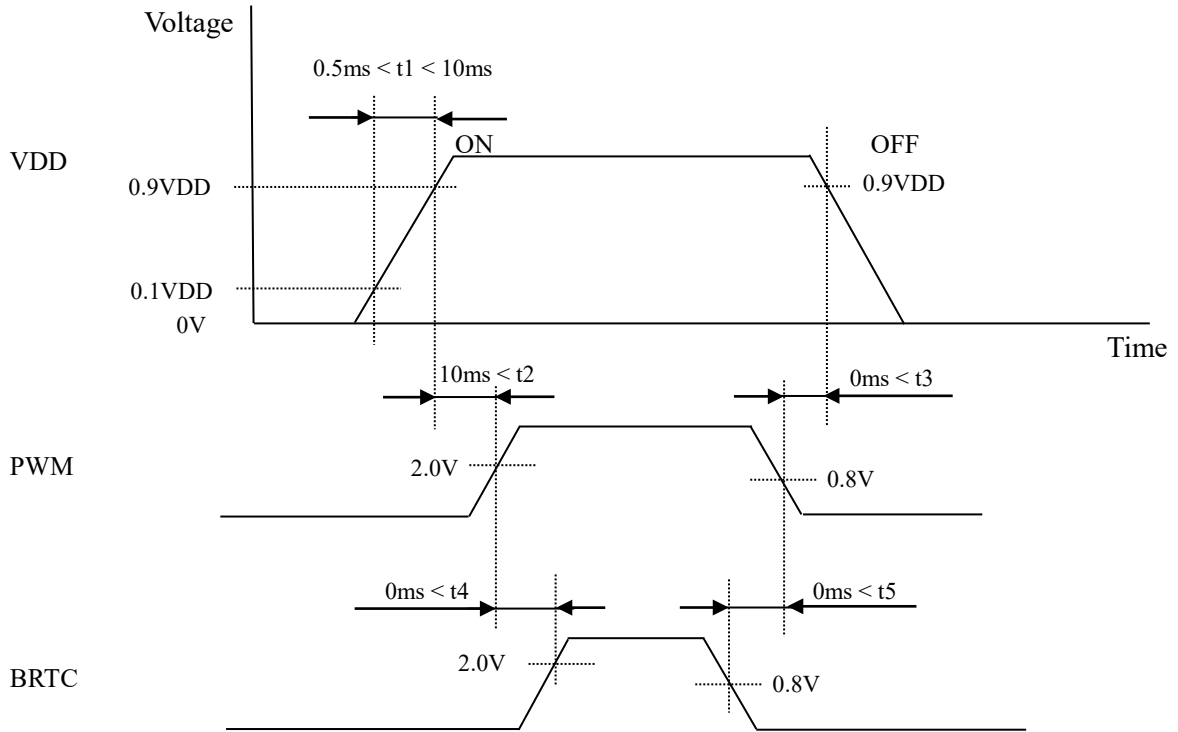 Voltage
0.5ms < t1 < 10ms
ON
OFF
VDD
0.9VDD
0.9VDD
0.1VDD
0V
Time
10ms < t2
0ms < t3
PWM
2.0V
0.8V
0ms < t4
0ms < t5
BRTC
2.0V
0.8V